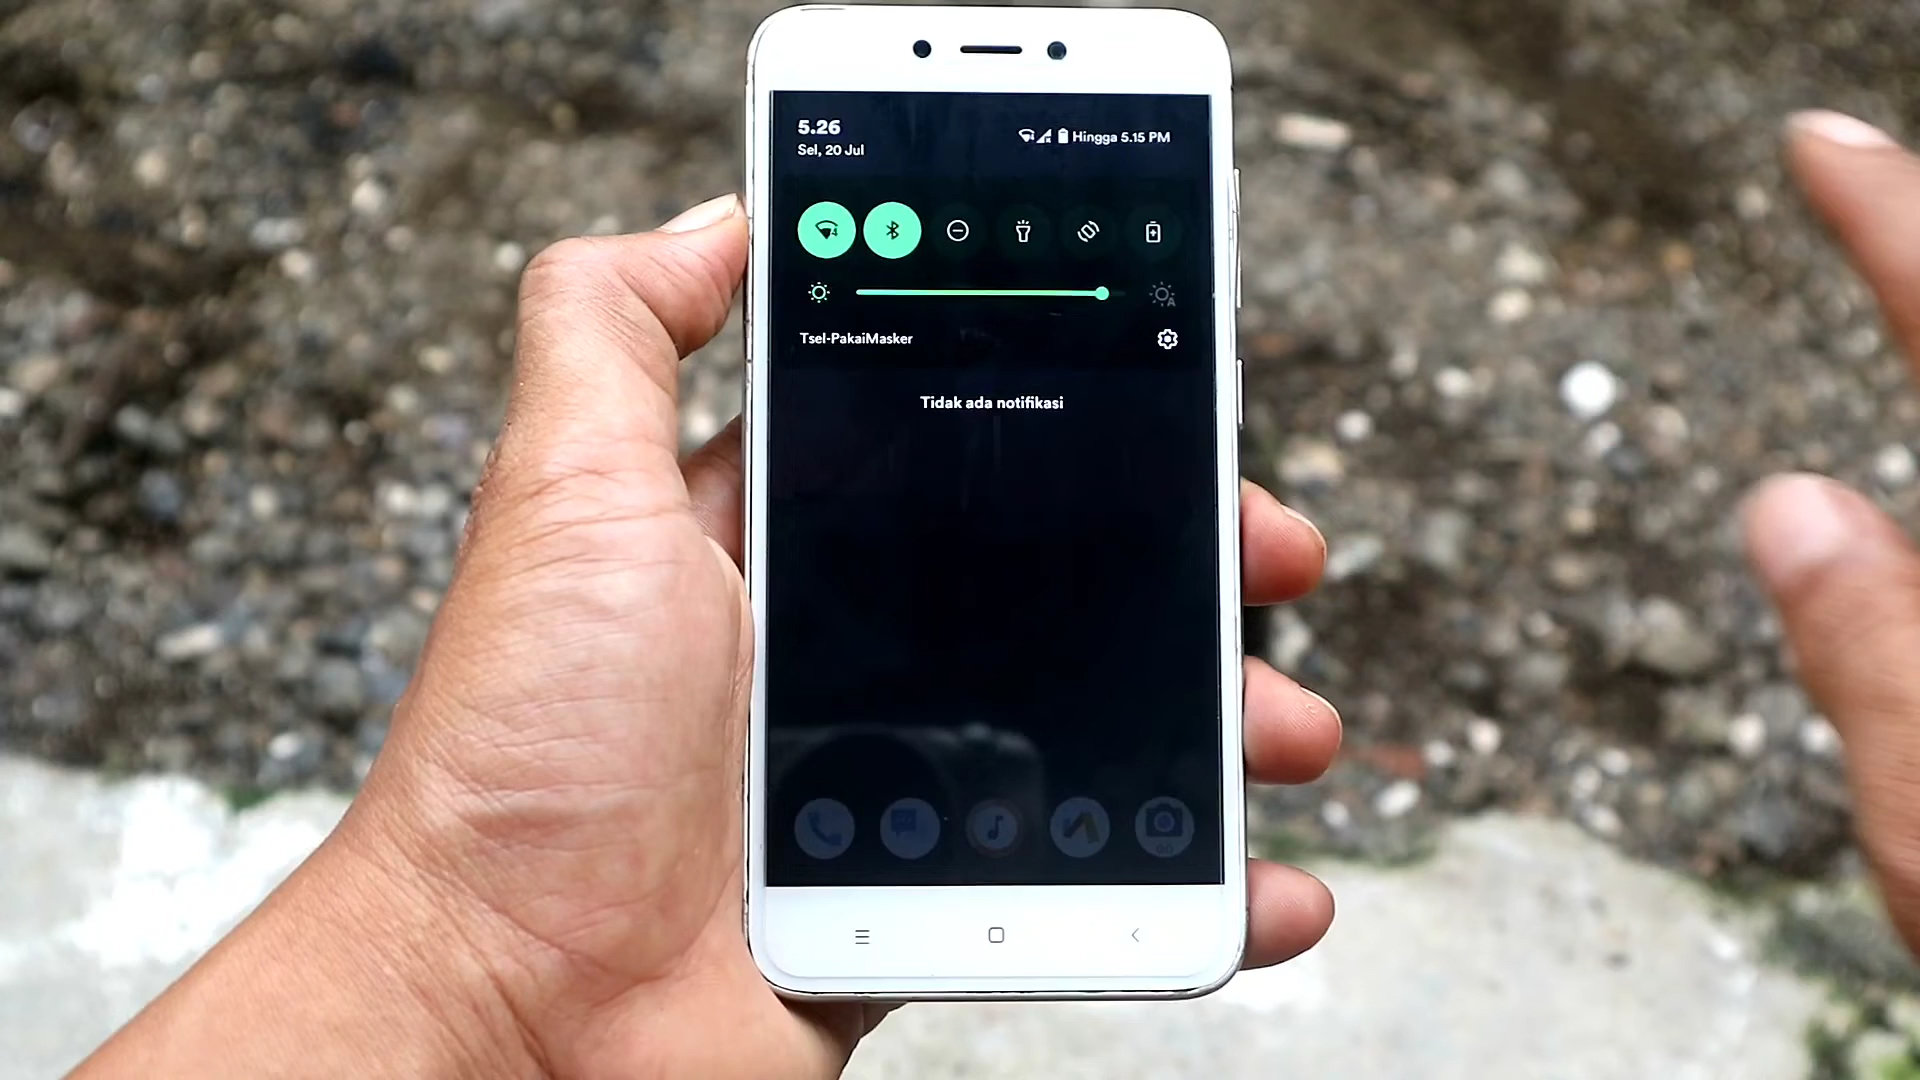 5.26
Hingga 5.15 PM
Sel, 20 Jul
Tsel-PakaiMasker
Tidak ada notifikasi